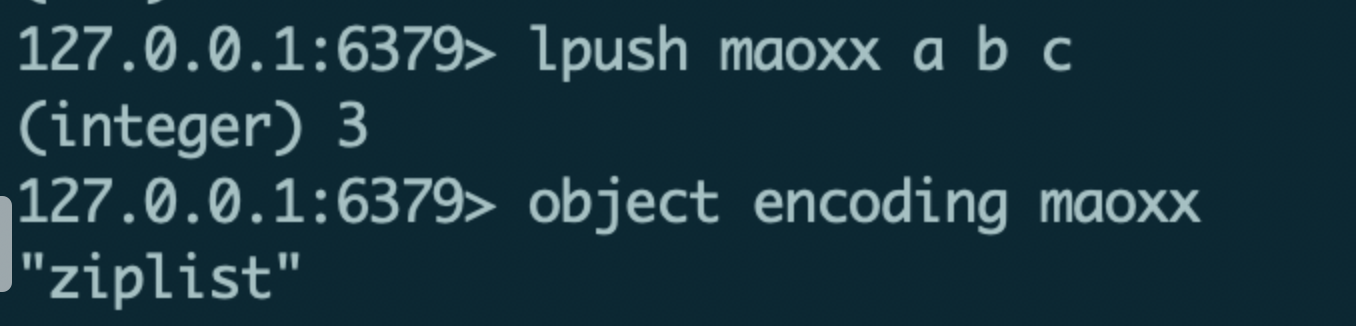 127.0.0.1:6379> lpush maoxx a b c
(integer) 3
127.0.0.1:6379> object encoding maoxx
"ziplist"